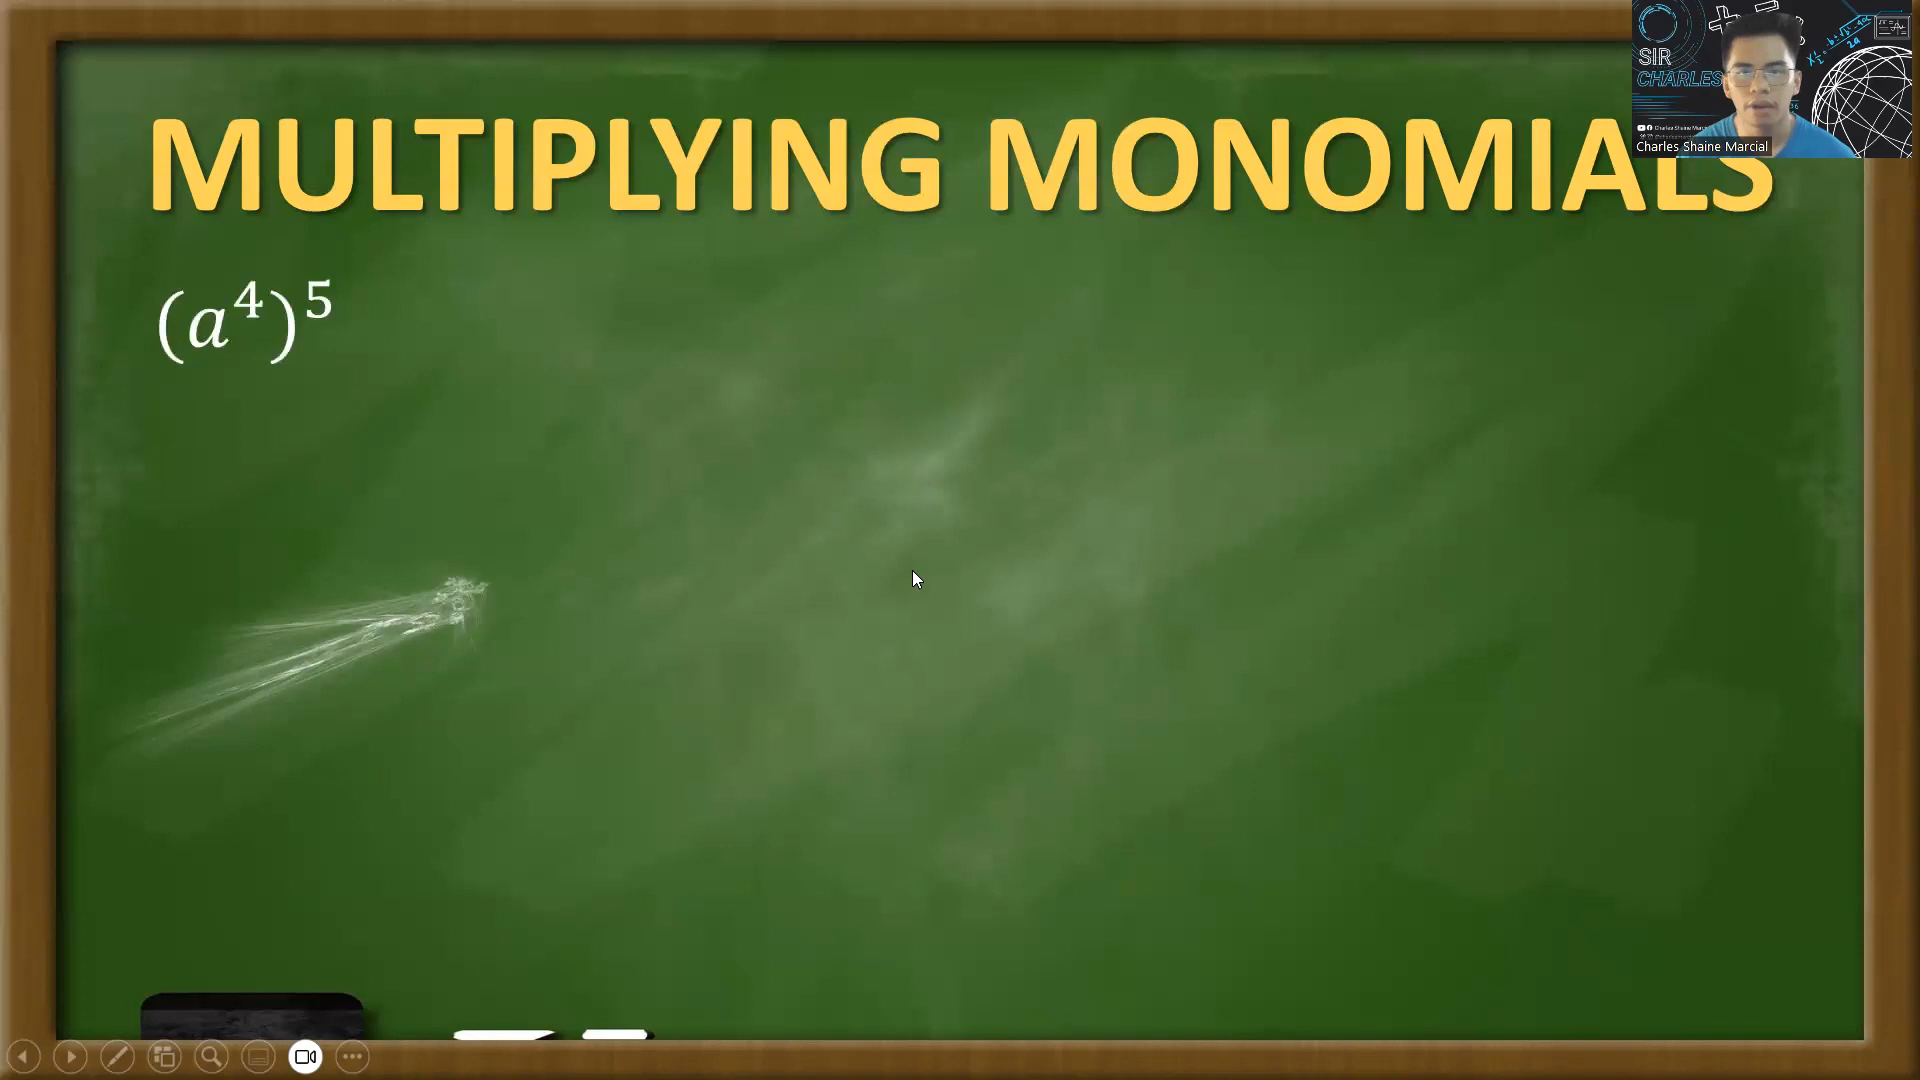 MULTIPLYING MONOMIALS
(a⁴)⁵
SIR
CHARLES
Charles Shaine Marcial